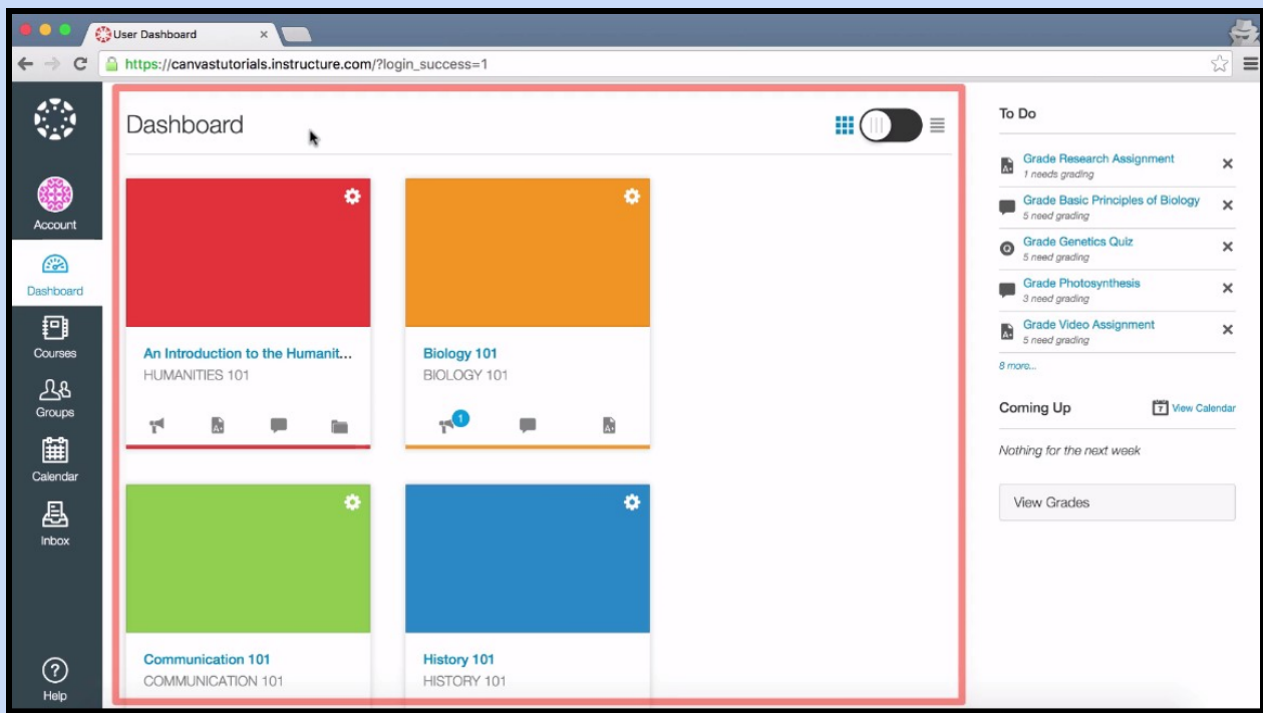 User Dashboard
https://canvastutorials.instructure.com/?login_success=1
Account
Dashboard
Courses
Groups
Calendar
Inbox
Help
Dashboard
An Introduction to the Humanit...
HUMANITIES 101
Biology 101
BIOLOGY 101
1
Communication 101
COMMUNICATION 101
History 101
HISTORY 101
To Do
Grade Research Assignment
1 needs grading
Grade Basic Principles of Biology
5 need grading
Grade Genetics Quiz
5 need grading
Grade Photosynthesis
3 need grading
Grade Video Assignment
5 need grading
8 more...
Coming Up
7 View Calendar
Nothing for the next week
View Grades